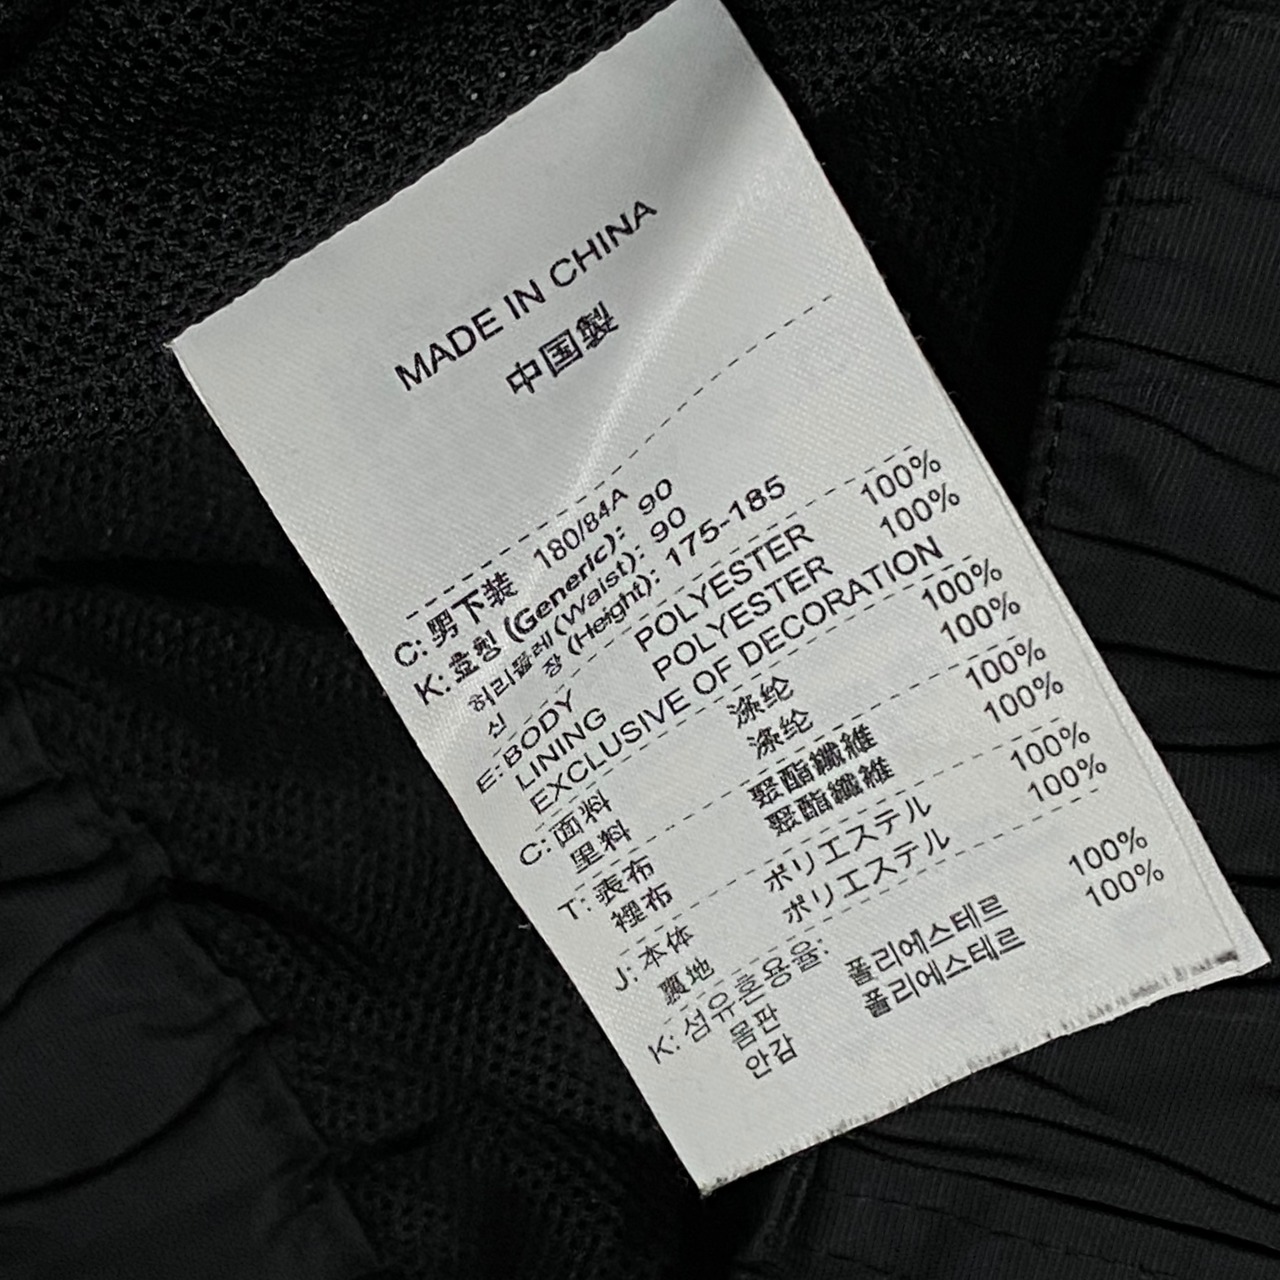 MADE IN CHINA
中国製
C: 男下装 180/84A
K: 호칭 (Generic): 90
허리둘레 (Waist): 90
신 장 (Height): 175-185
E: BODY POLYESTER 100%
LINING POLYESTER 100%
EXCLUSIVE OF DECORATION
C: 面料 涤纶 100%
里料 涤纶 100%
T: 表布 聚酯纖維 100%
裡布 聚酯纖維 100%
J: 本体 ポリエステル 100%
裏地 ポリエステル 100%
K: 섬유혼용율:
몸판 폴리에스테르 100%
안감 폴리에스테르 100%